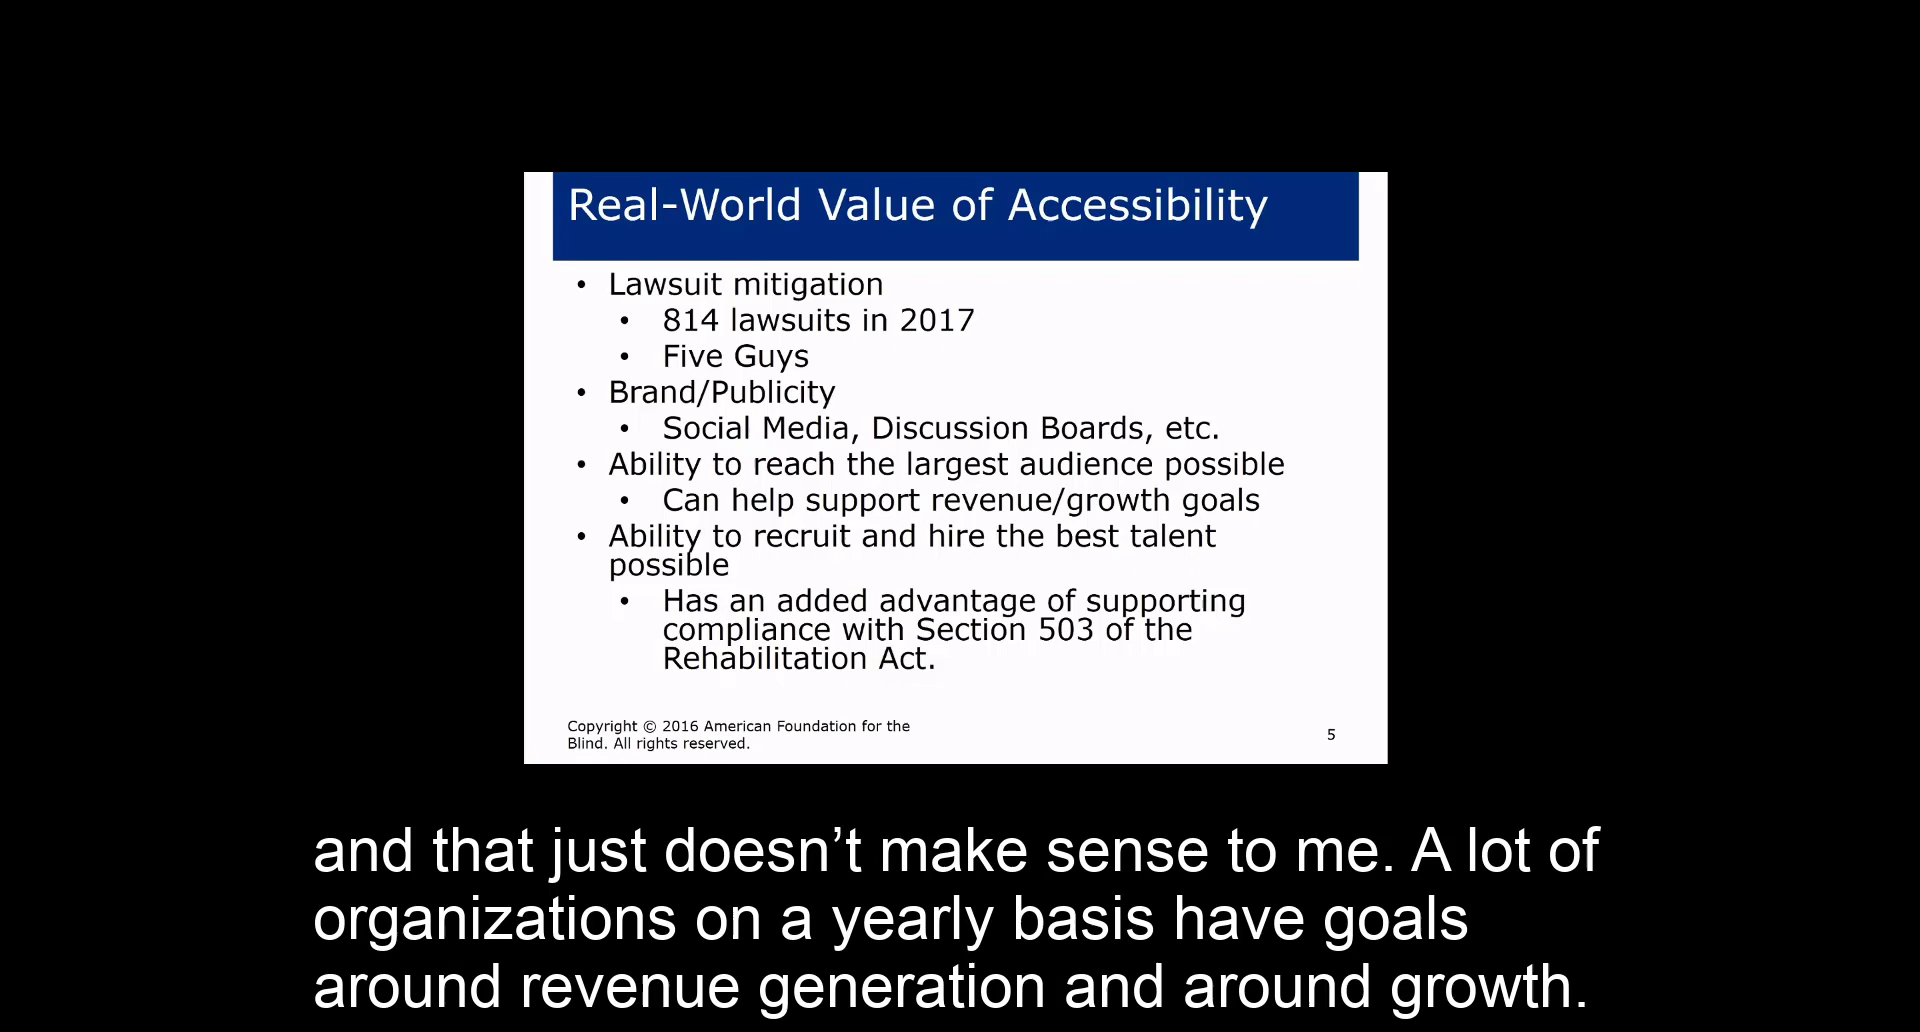 Real-World Value of Accessibility
• Lawsuit mitigation
• 814 lawsuits in 2017
• Five Guys
• Brand/Publicity
• Social Media, Discussion Boards, etc.
• Ability to reach the largest audience possible
• Can help support revenue/growth goals
• Ability to recruit and hire the best talent
possible
• Has an added advantage of supporting
compliance with Section 503 of the
Rehabilitation Act.
Copyright © 2016 American Foundation for the
Blind. All rights reserved.
5
and that just doesn’t make sense to me. A lot of
organizations on a yearly basis have goals
around revenue generation and around growth.